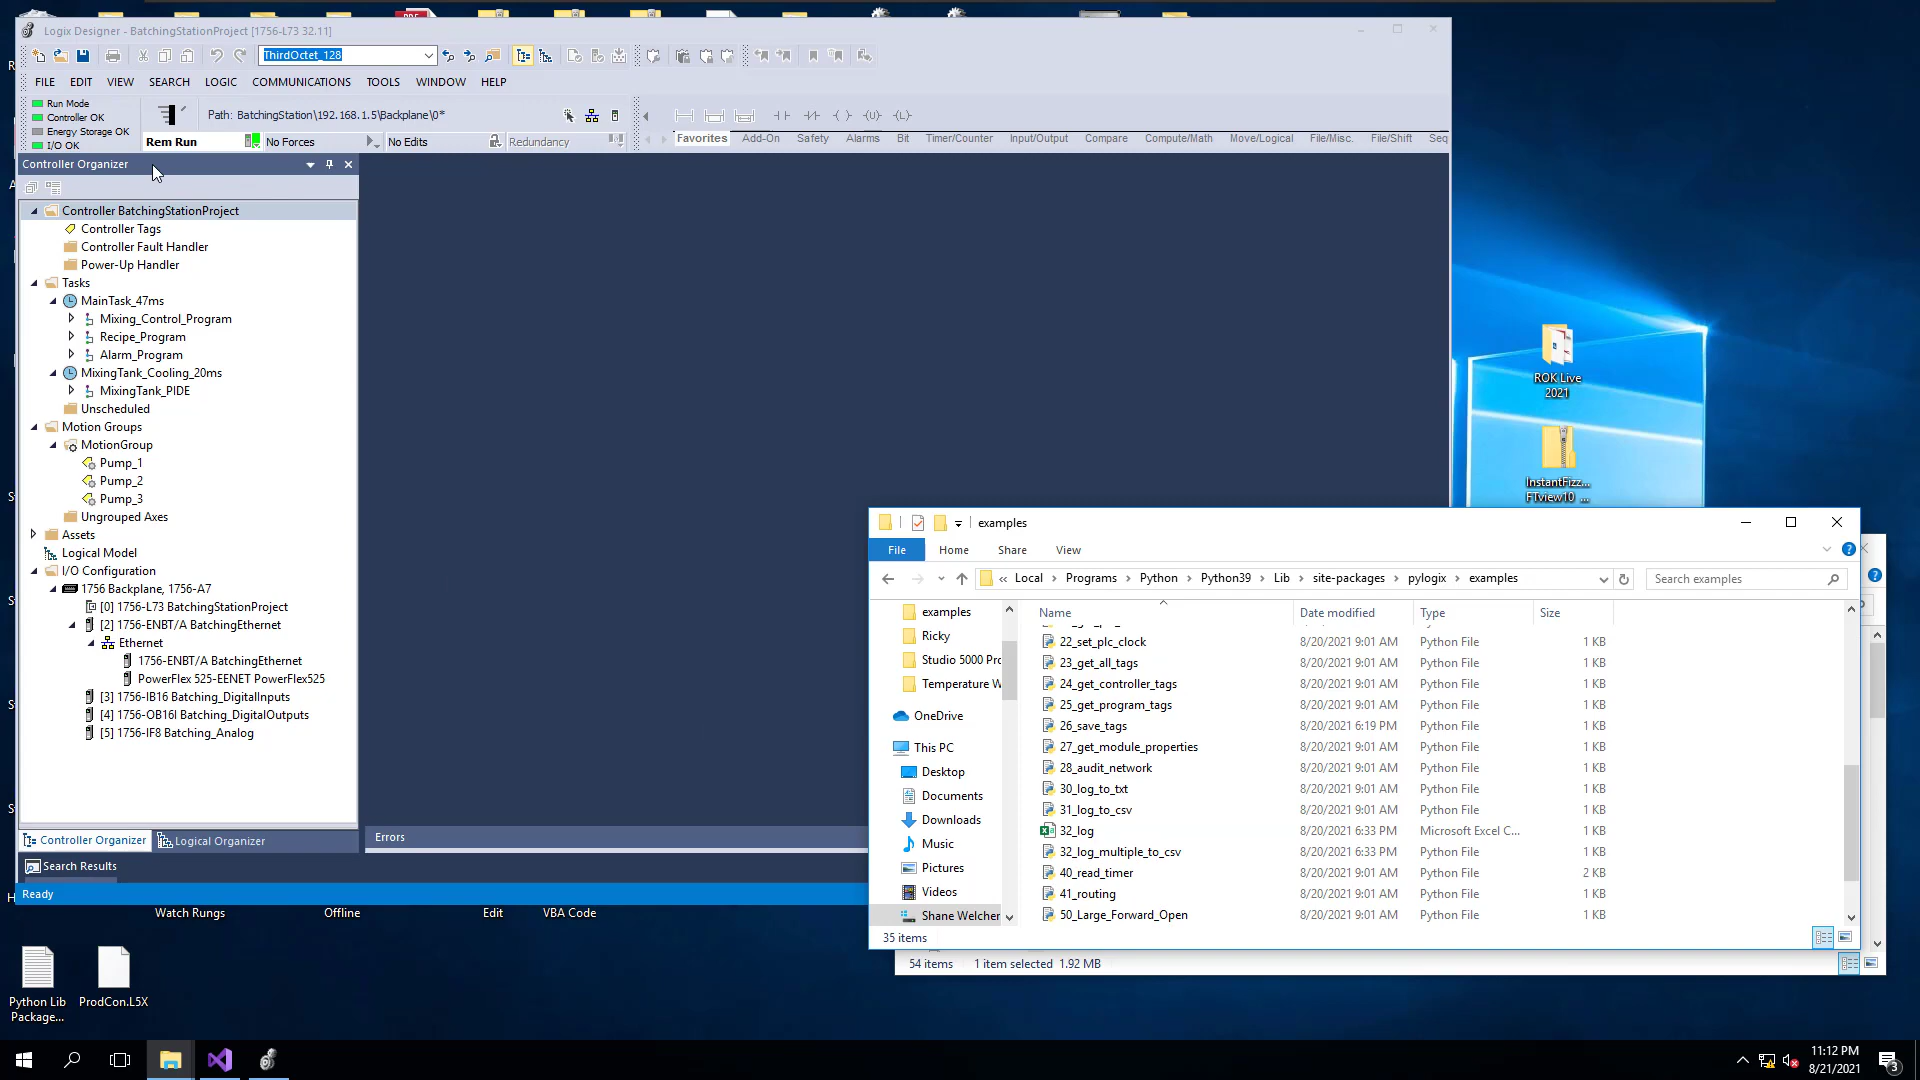 Logix Designer - BatchingStationProject [1756-L73 32.11]
ThirdOctet_128
FILE EDIT VIEW SEARCH LOGIC COMMUNICATIONS TOOLS WINDOW HELP
Run Mode
Controller OK
Energy Storage OK
I/O OK
Path: BatchingStation\192.168.1.5\Backplane\0*
Rem Run No Forces No Edits Redundancy
Favorites Add-On Safety Alarms Bit Timer/Counter Input/Output Compare Compute/Math Move/Logical File/Misc. File/Shift Seq
Controller Organizer
Controller BatchingStationProject
Controller Tags
Controller Fault Handler
Power-Up Handler
Tasks
MainTask_47ms
Mixing_Control_Program
Recipe_Program
Alarm_Program
MixingTank_Cooling_20ms
MixingTank_PIDE
Unscheduled
Motion Groups
MotionGroup
Pump_1
Pump_2
Pump_3
Ungrouped Axes
Assets
Logical Model
I/O Configuration
1756 Backplane, 1756-A7
[0] 1756-L73 BatchingStationProject
[2] 1756-ENBT/A BatchingEthernet
Ethernet
1756-ENBT/A BatchingEthernet
PowerFlex 525-EENET PowerFlex525
[3] 1756-IB16 Batching_DigitalInputs
[4] 1756-OB16I Batching_DigitalOutputs
[5] 1756-IF8 Batching_Analog
Controller Organizer Logical Organizer
Errors
Search Results
Ready
Watch Rungs Offline Edit VBA Code
Python Lib
Package...
ProdCon.L5X
ROK Live
2021
InstantFizz...
FTview10_...
examples
File Home Share View
« Local Programs Python Python39 Lib site-packages pylogix examples
Search examples
examples
Ricky
Studio 5000 Pro
Temperature W
OneDrive
This PC
Desktop
Documents
Downloads
Music
Pictures
Videos
Shane Welcher
Name Date modified Type Size
22_set_plc_clock 8/20/2021 9:01 AM Python File 1 KB
23_get_all_tags 8/20/2021 9:01 AM Python File 1 KB
24_get_controller_tags 8/20/2021 9:01 AM Python File 1 KB
25_get_program_tags 8/20/2021 9:01 AM Python File 1 KB
26_save_tags 8/20/2021 6:19 PM Python File 1 KB
27_get_module_properties 8/20/2021 9:01 AM Python File 1 KB
28_audit_network 8/20/2021 9:01 AM Python File 1 KB
30_log_to_txt 8/20/2021 9:01 AM Python File 1 KB
31_log_to_csv 8/20/2021 9:01 AM Python File 1 KB
32_log 8/20/2021 6:33 PM Microsoft Excel C... 1 KB
32_log_multiple_to_csv 8/20/2021 6:33 PM Python File 1 KB
40_read_timer 8/20/2021 9:01 AM Python File 2 KB
41_routing 8/20/2021 9:01 AM Python File 1 KB
50_Large_Forward_Open 8/20/2021 9:01 AM Python File 1 KB
35 items
54 items 1 item selected 1.92 MB
11:12 PM
8/21/2021
3